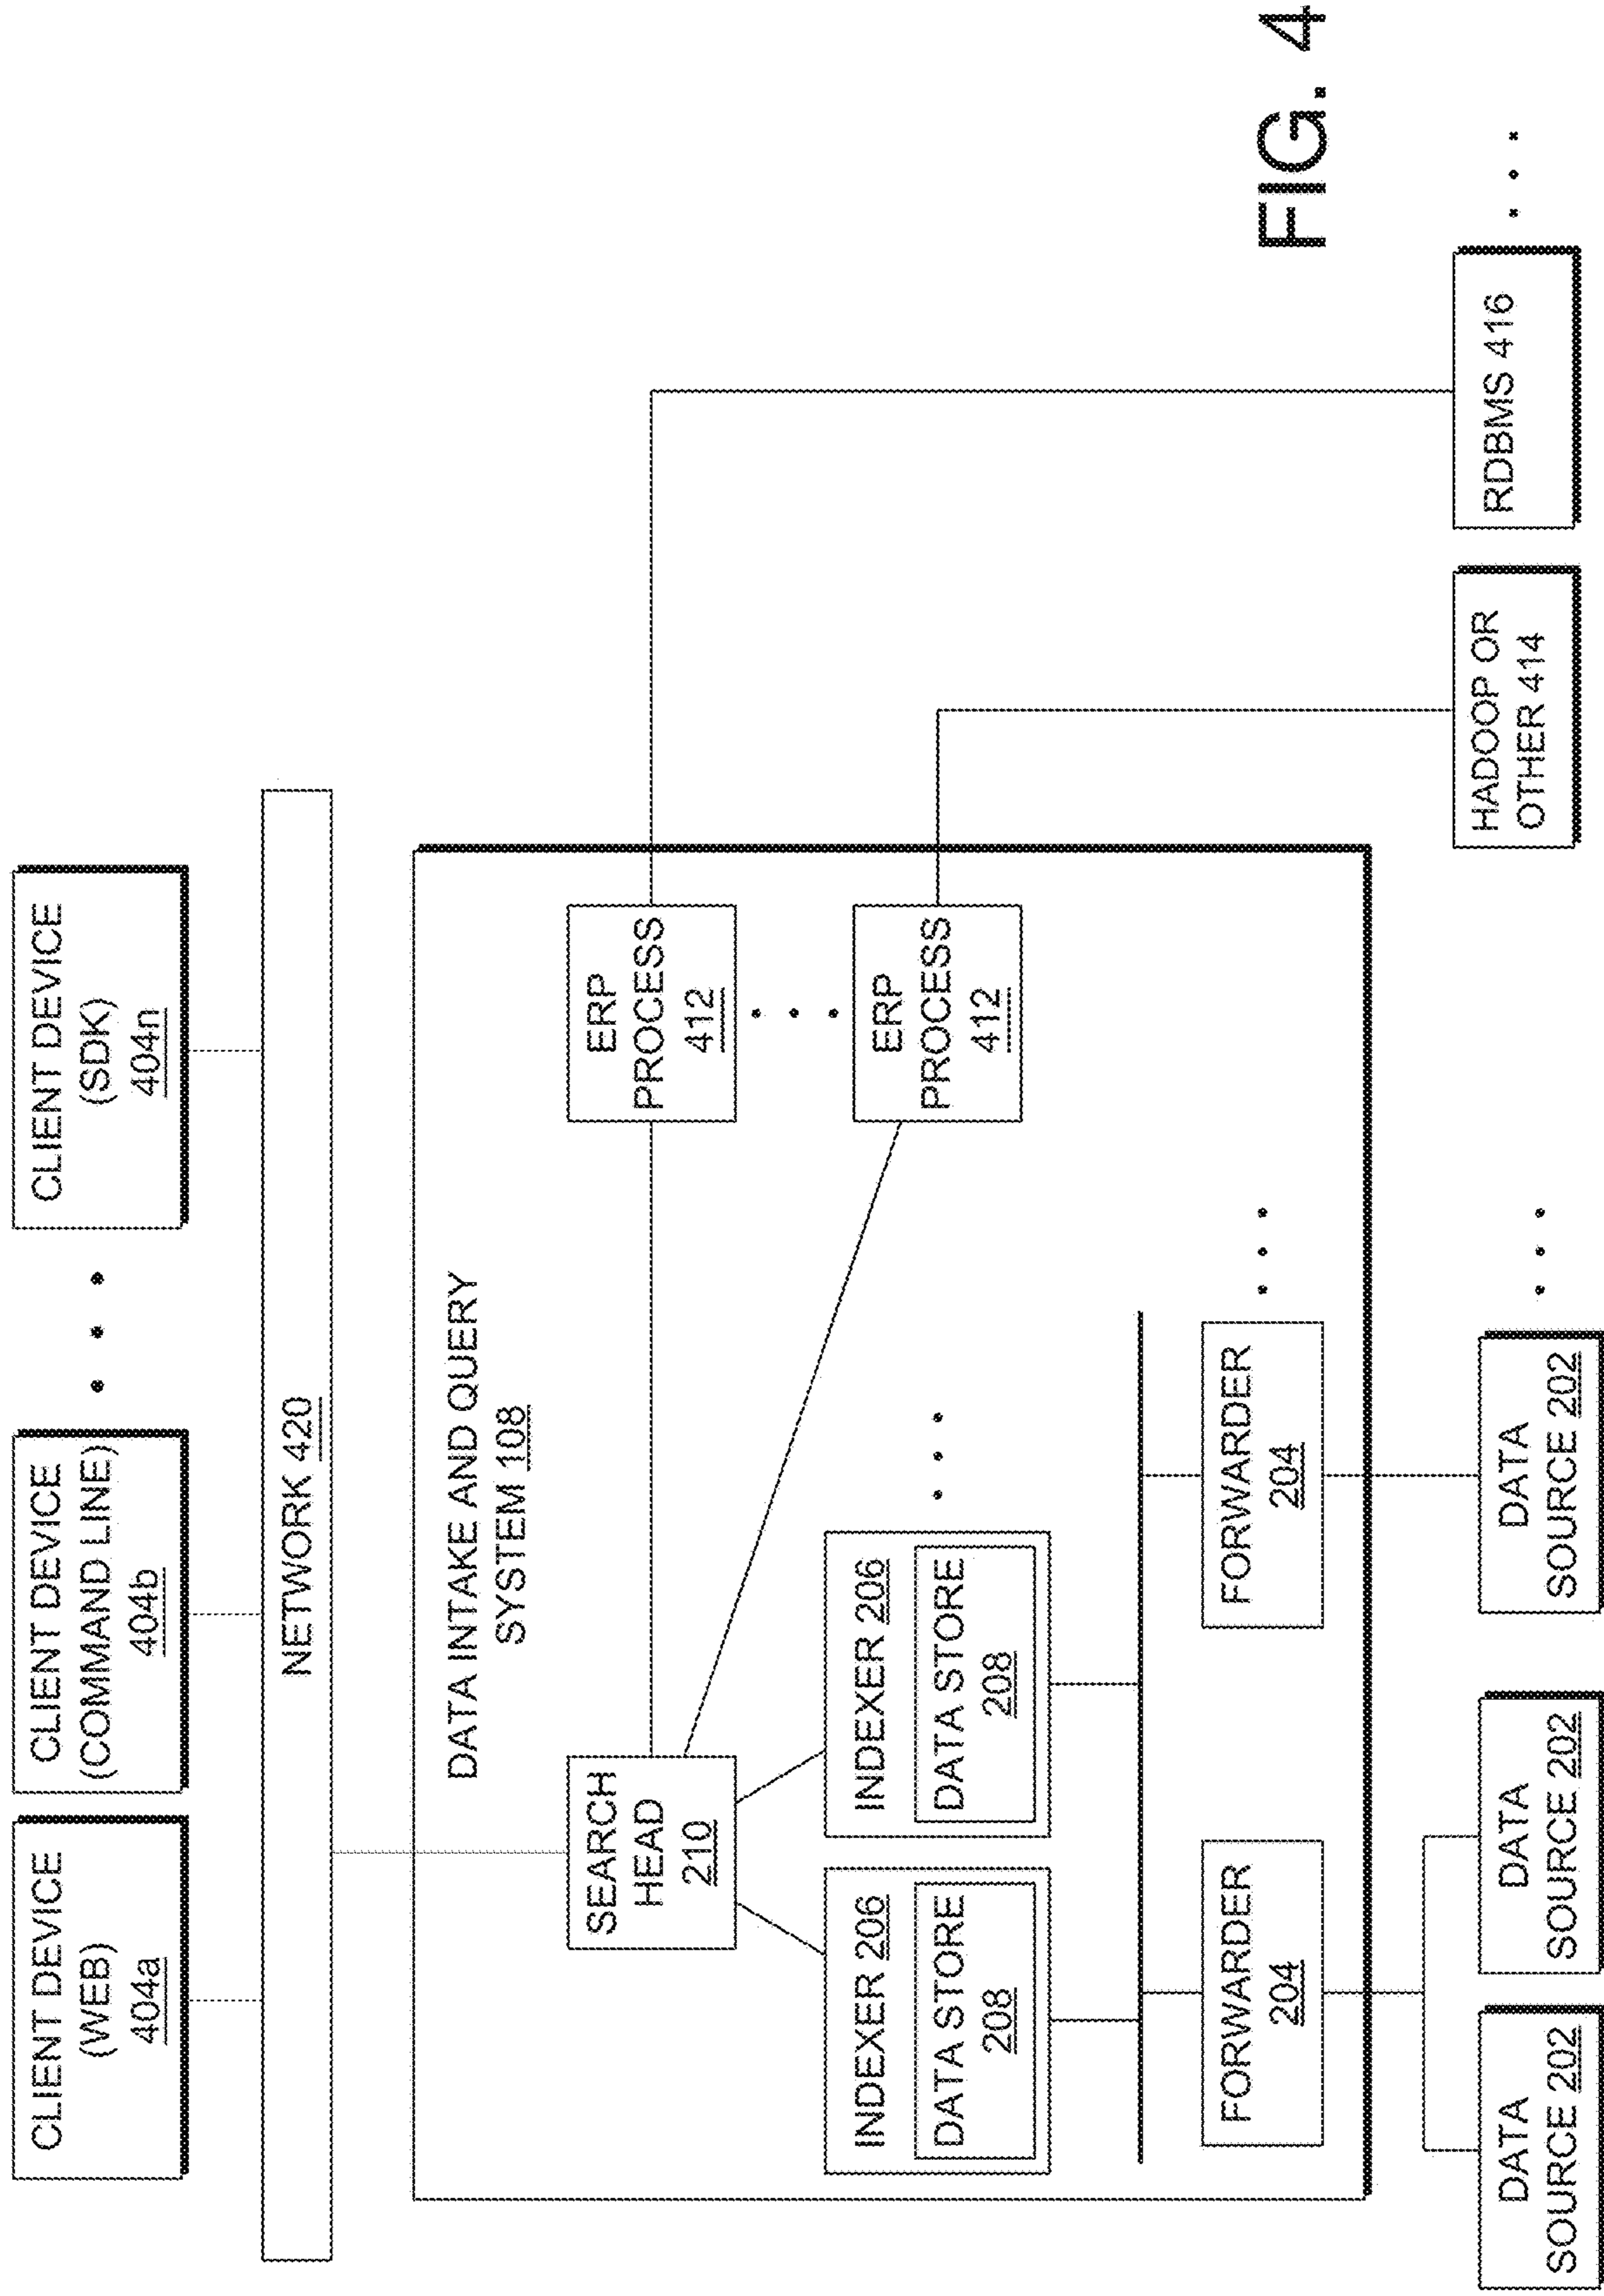 CLIENT DEVICE
(WEB)
404a
CLIENT DEVICE
(COMMAND LINE)
404b
CLIENT DEVICE
(SDK)
404n
NETWORK 420
DATA INTAKE AND QUERY
SYSTEM 108
SEARCH
HEAD
210
ERP
PROCESS
412
ERP
PROCESS
412
INDEXER 206
DATA STORE
208
INDEXER 206
DATA STORE
208
FORWARDER
204
FORWARDER
204
DATA
SOURCE 202
DATA
SOURCE 202
DATA
SOURCE 202
HADOOP OR
OTHER 414
RDBMS 416
FIG. 4